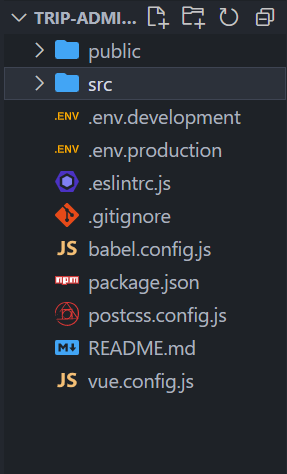 TRIP-ADMI...
public
src
.ENV .env.development
.ENV .env.production
.eslintrc.js
.gitignore
JS babel.config.js
npm package.json
postcss.config.js
M README.md
JS vue.config.js